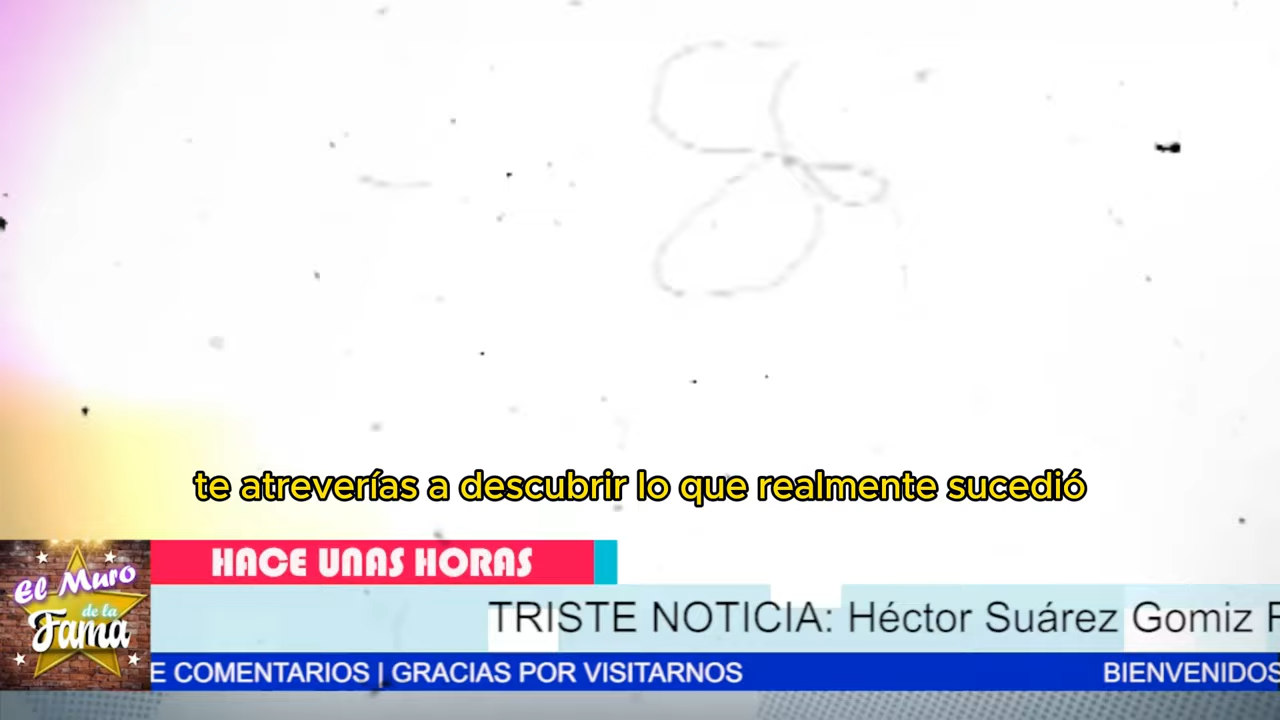 te atreverías a descubrir lo que realmente sucedió
HACE UNAS HORAS
El Muro
de la
Fama
TRISTE NOTICIA: Héctor Suárez Gomiz
E COMENTARIOS | GRACIAS POR VISITARNOS BIENVENIDOS